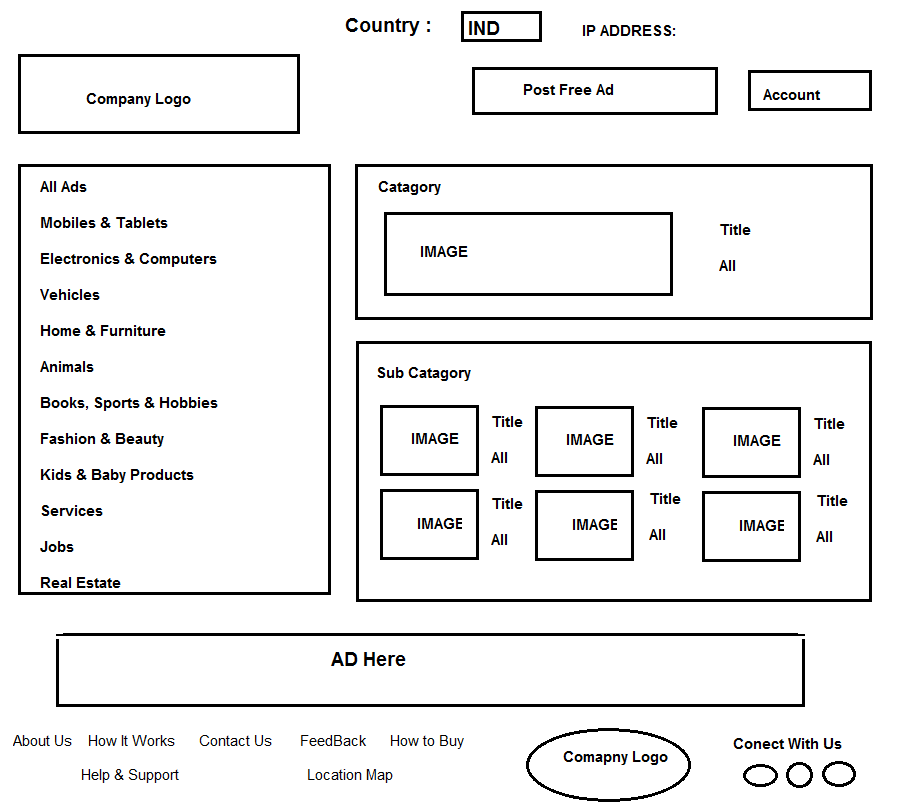 Country : IND IP ADDRESS:
Company Logo
Post Free Ad
Account
All Ads
Mobiles & Tablets
Electronics & Computers
Vehicles
Home & Furniture
Animals
Books, Sports & Hobbies
Fashion & Beauty
Kids & Baby Products
Services
Jobs
Real Estate
Catagory
IMAGE
Title
All
Sub Catagory
IMAGE
Title
All
IMAGE
Title
All
IMAGE
Title
All
IMAGE
Title
All
IMAGE
Title
All
IMAGE
Title
All
AD Here
About Us How It Works Contact Us FeedBack How to Buy
Help & Support Location Map
Comapny Logo
Conect With Us